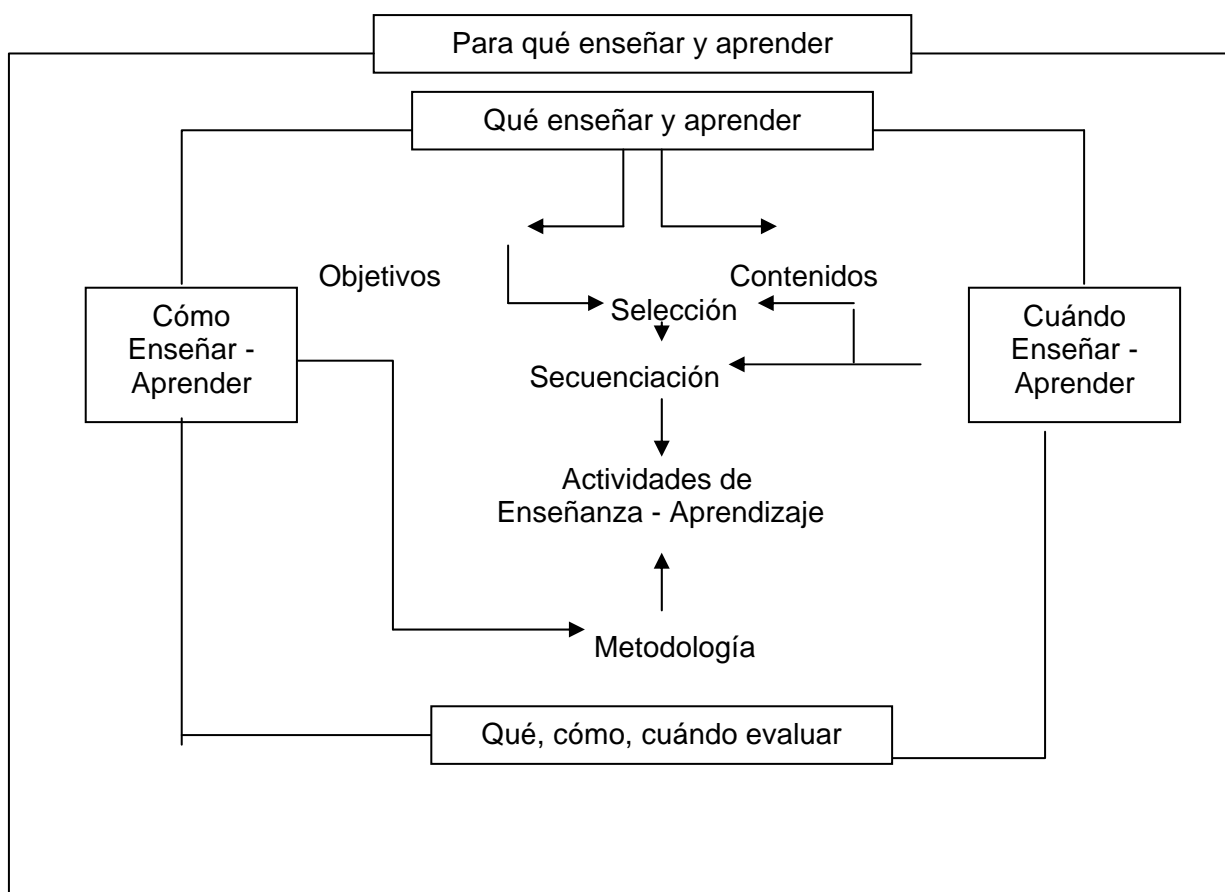 Para qué enseñar y aprender
Qué enseñar y aprender
Objetivos
Contenidos
Cómo
Enseñar -
Aprender
Selección
Cuándo
Enseñar -
Aprender
Secuenciación
Actividades de
Enseñanza - Aprendizaje
Metodología
Qué, cómo, cuándo evaluar